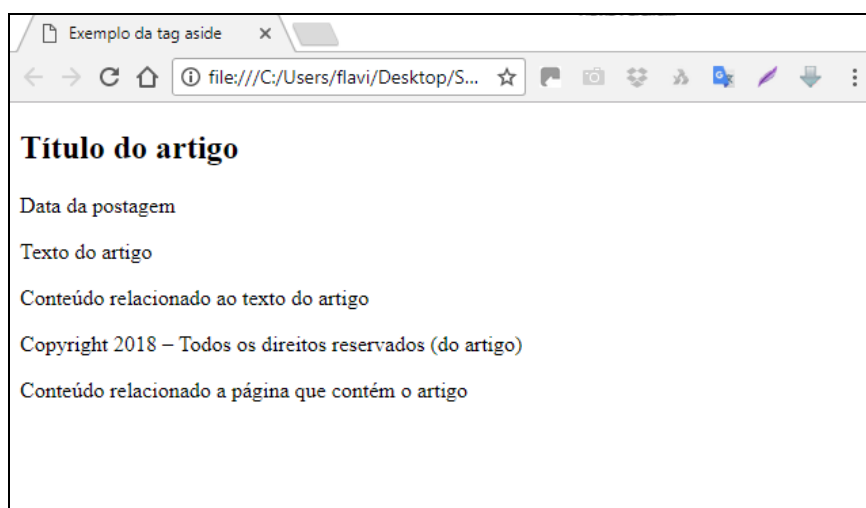 Exemplo da tag aside
file:///C:/Users/flavi/Desktop/S...
Título do artigo
Data da postagem
Texto do artigo
Conteúdo relacionado ao texto do artigo
Copyright 2018 – Todos os direitos reservados (do artigo)
Conteúdo relacionado a página que contém o artigo